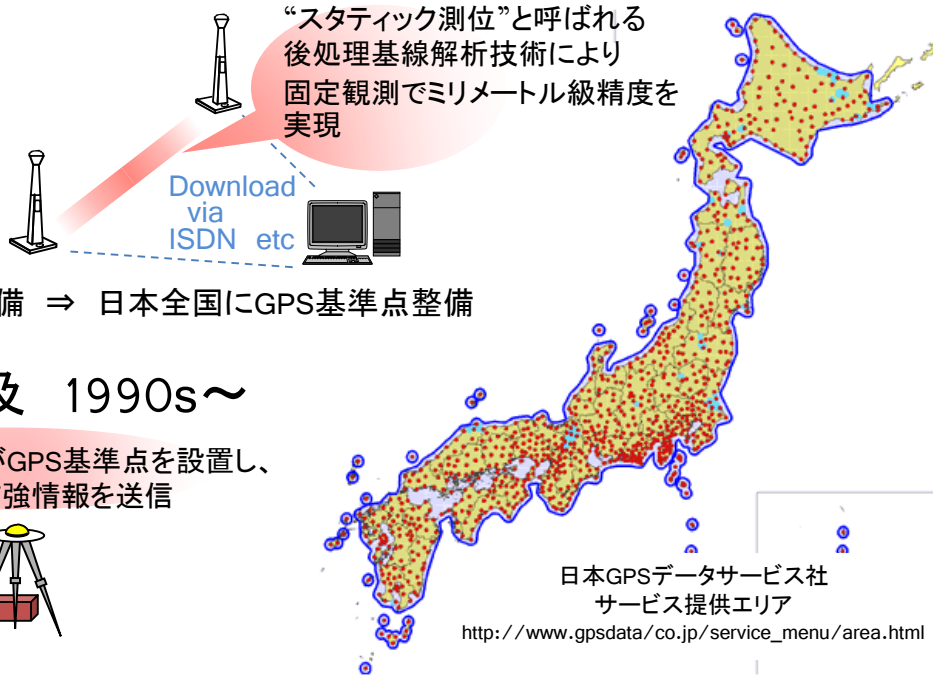 “スタティック測位”と呼ばれる
後処理基線解析技術により
固定観測でミリメートル級精度を
実現
Download
via
ISDN etc
備 ⇒ 日本全国にGPS基準点整備
及 1990s～
がGPS基準点を設置し、
強情報を送信
日本GPSデータサービス社
サービス提供エリア
http://www.gpsdata/co.jp/service_menu/area.html